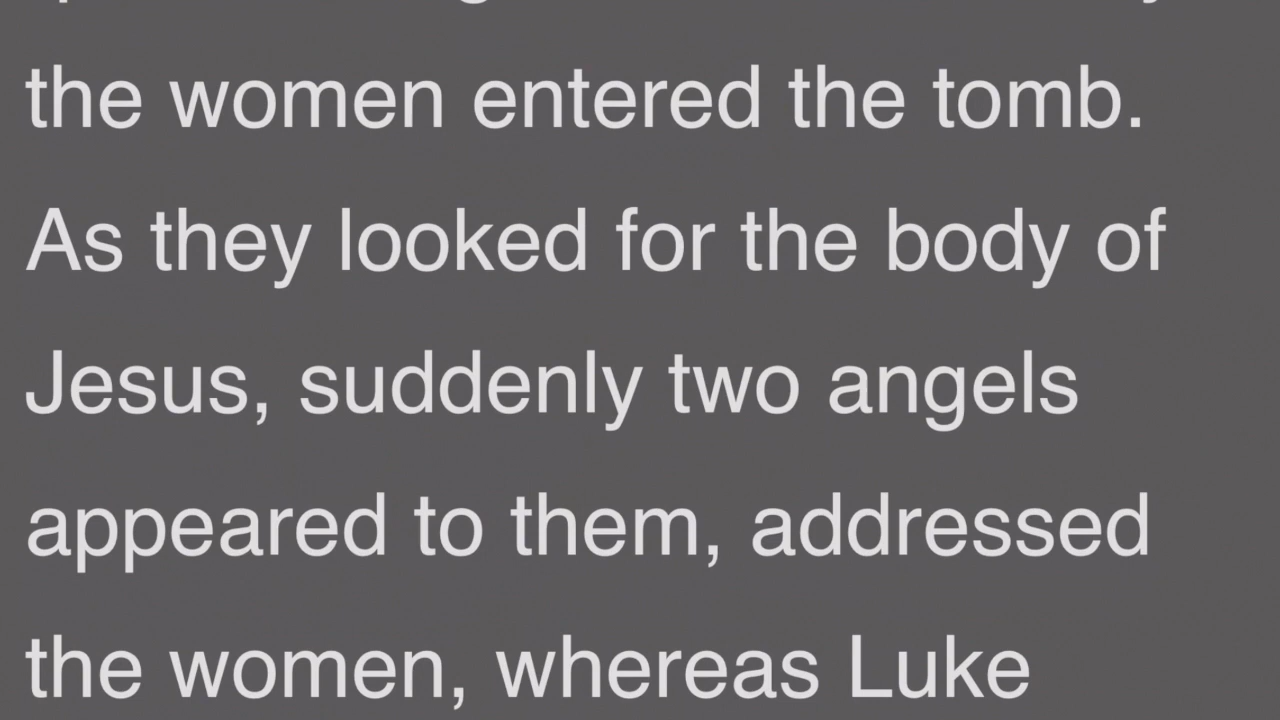 the women entered the tomb.
As they looked for the body of
Jesus, suddenly two angels
appeared to them, addressed
the women, whereas Luke